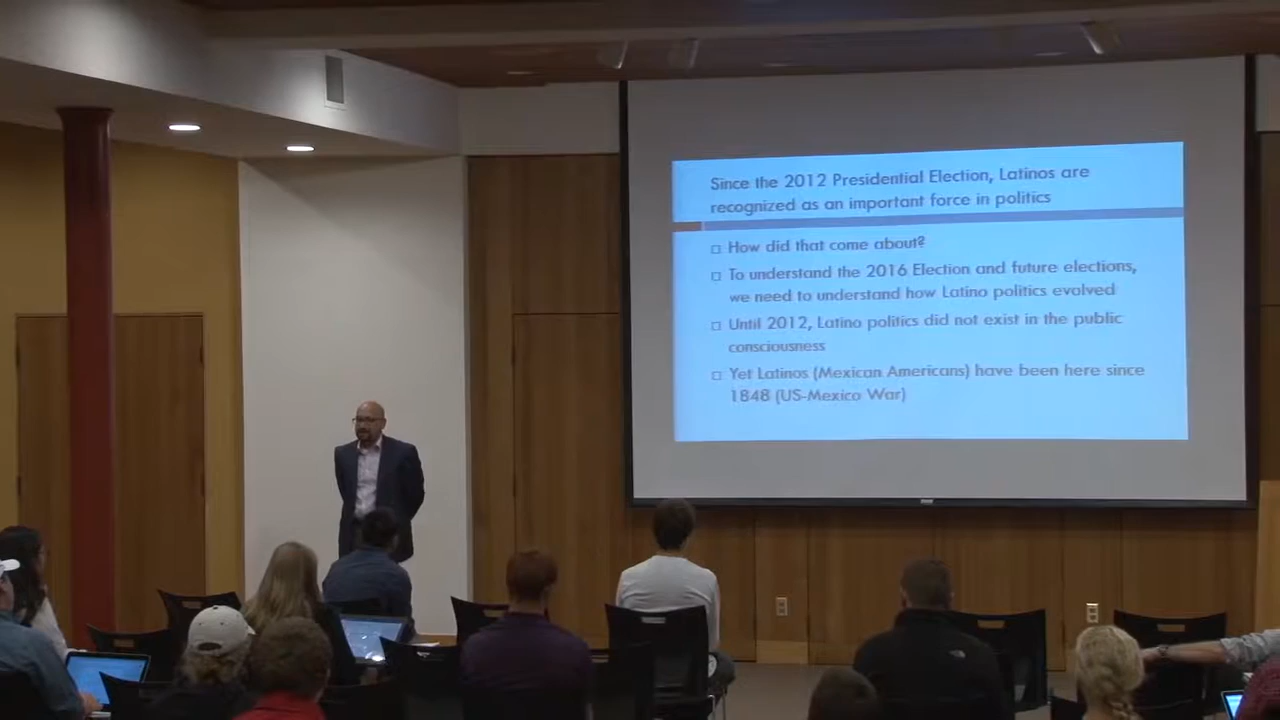 Since the 2012 Presidential Election, Latinos are
recognized as an important force in politics
How did that come about?
To understand the 2016 Election and future elections,
we need to understand how Latino politics evolved
Until 2012, Latino politics did not exist in the public
consciousness
Yet Latinos (Mexican Americans) have been here since
1848 (US-Mexico War)